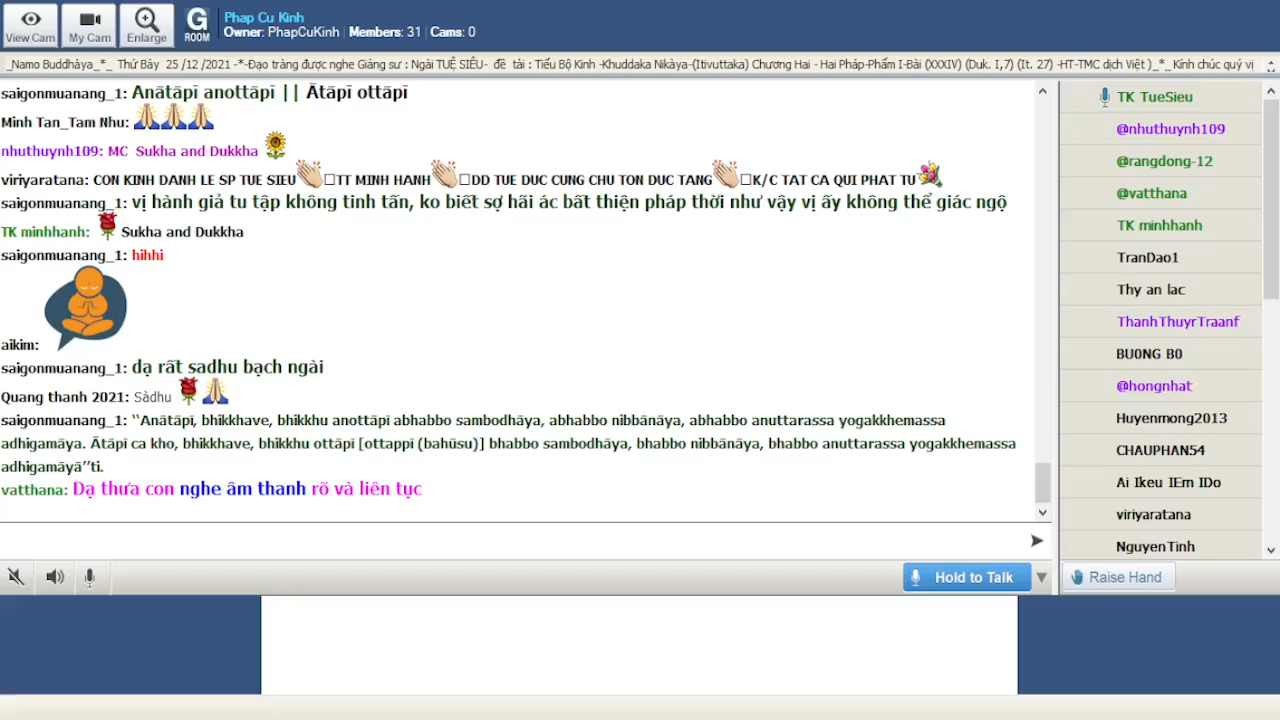 View Cam
My Cam
Enlarge
G
ROOM
Phap Cu Kinh
Owner: PhapCuKinh | Members: 31 | Cams: 0
_Namo Buddhàya_*_ Thứ Bảy 25 /12 /2021 -*-Đạo tràng được nghe Giảng sư : Ngài TUỆ SIÊU- đề tài : Tiểu Bộ Kinh -Khuddaka Nikàya-(Itivuttaka) Chương Hai - Hai Pháp-Phẩm I-Bài (XXXIV) (Duk. I,7) (It. 27) -HT-TMC dịch Việt )_*_Kính chúc quý vị
saigonmuanang_1: Anātāpī anottāpī || Ātāpī ottāpī
Minh Tan_Tam Nhu:
nhuthuynh109: MC Sukha and Dukkha
viriyaratana: CON KINH DANH LE SY TUE SIEU TT MINH HANH DD TUE DUC CUNG CHU TON DUC TANG K/C TAT CA QUI PHAT TU
saigonmuanang_1: vị hành giả tu tập không tinh tấn, ko biết sợ hãi ác bất thiện pháp thời như vậy vị ấy không thể giác ngộ
TK minhhanh: Sukha and Dukkha
saigonmuanang_1: hihhi
aikim:
saigonmuanang_1: dạ rất sadhu bạch ngài
Quang thanh 2021: Sàdhu
saigonmuanang_1: ‘‘Anātāpī, bhikkhave, bhikkhu anottāpī abhabbo sambodhāya, abhabbo nibbānāya, abhabbo anuttarassa yogakkhemassa
adhigamāya. Ātāpī ca kho, bhikkhave, bhikkhu ottāpī [ottappī (bahūsu)] bhabbo sambodhāya, bhabbo nibbānāya, bhabbo anuttarassa yogakkhemassa
adhigamāyā’’ti.
vatthana: Dạ thưa con nghe âm thanh rõ và liên tục
Hold to Talk
TK TueSieu
@nhuthuynh109
@rangdong-12
@vatthana
TK minhhanh
TranDao1
Thy an lac
ThanhThuyrTraanf
BU0NG B0
@hongnhat
Huyenmong2013
CHAUPHAN54
Ai Ikeu IEm IDo
viriyaratana
NguyenTinh
Raise Hand